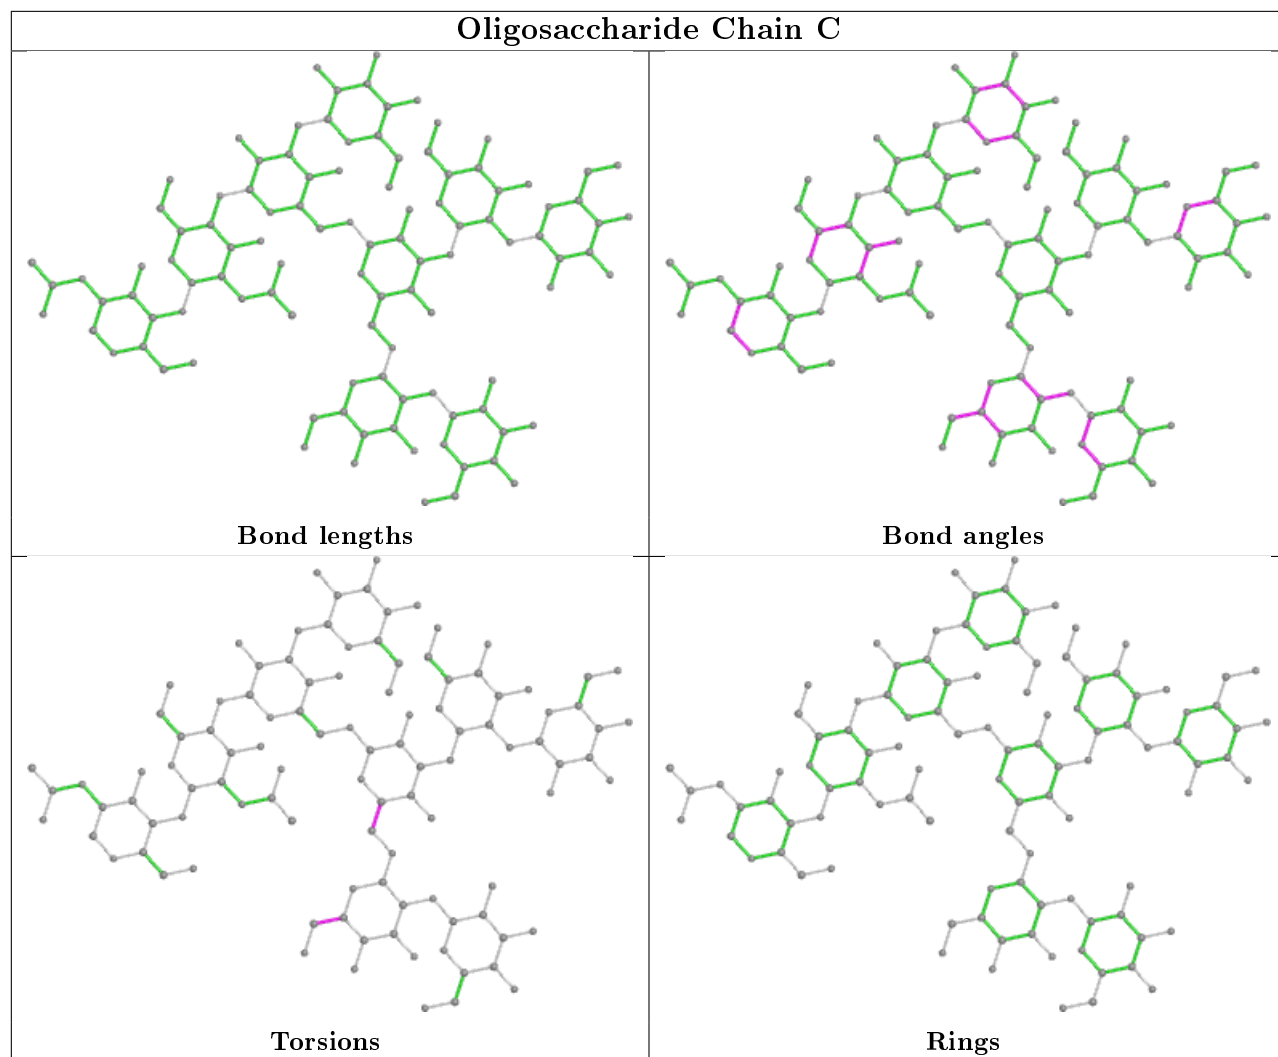 Oligosaccharide Chain C
Bond lengths
Bond angles
Torsions
Rings